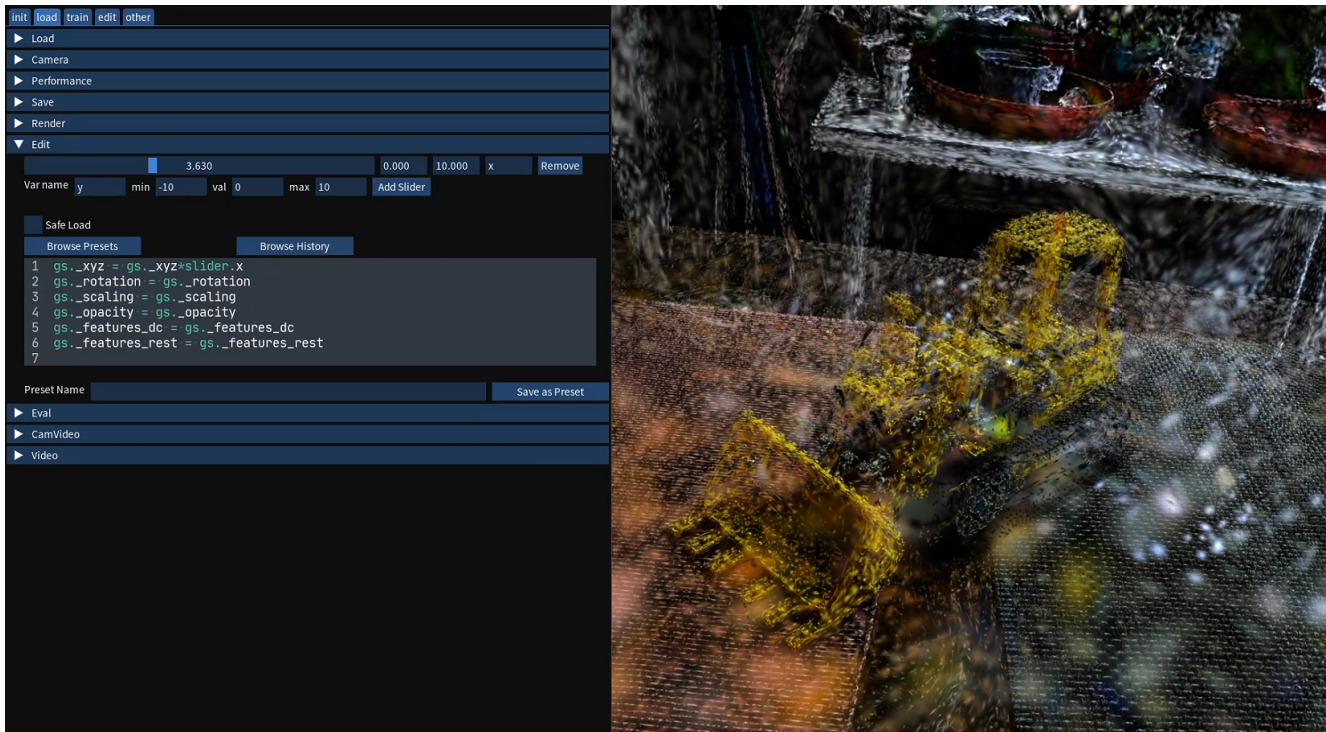 init load train edit other
Load
Camera
Performance
Save
Render
Edit
3.630 0.000 10.000 x Remove
Var name y min -10 val 0 max 10 Add Slider
Safe Load
Browse Presets Browse History
1 gs._xyz = gs._xyz*slider.x
2 gs._rotation = gs._rotation
3 gs._scaling = gs._scaling
4 gs._opacity = gs._opacity
5 gs._features_dc = gs._features_dc
6 gs._features_rest = gs._features_rest
7
Preset Name Save as Preset
Eval
CamVideo
Video